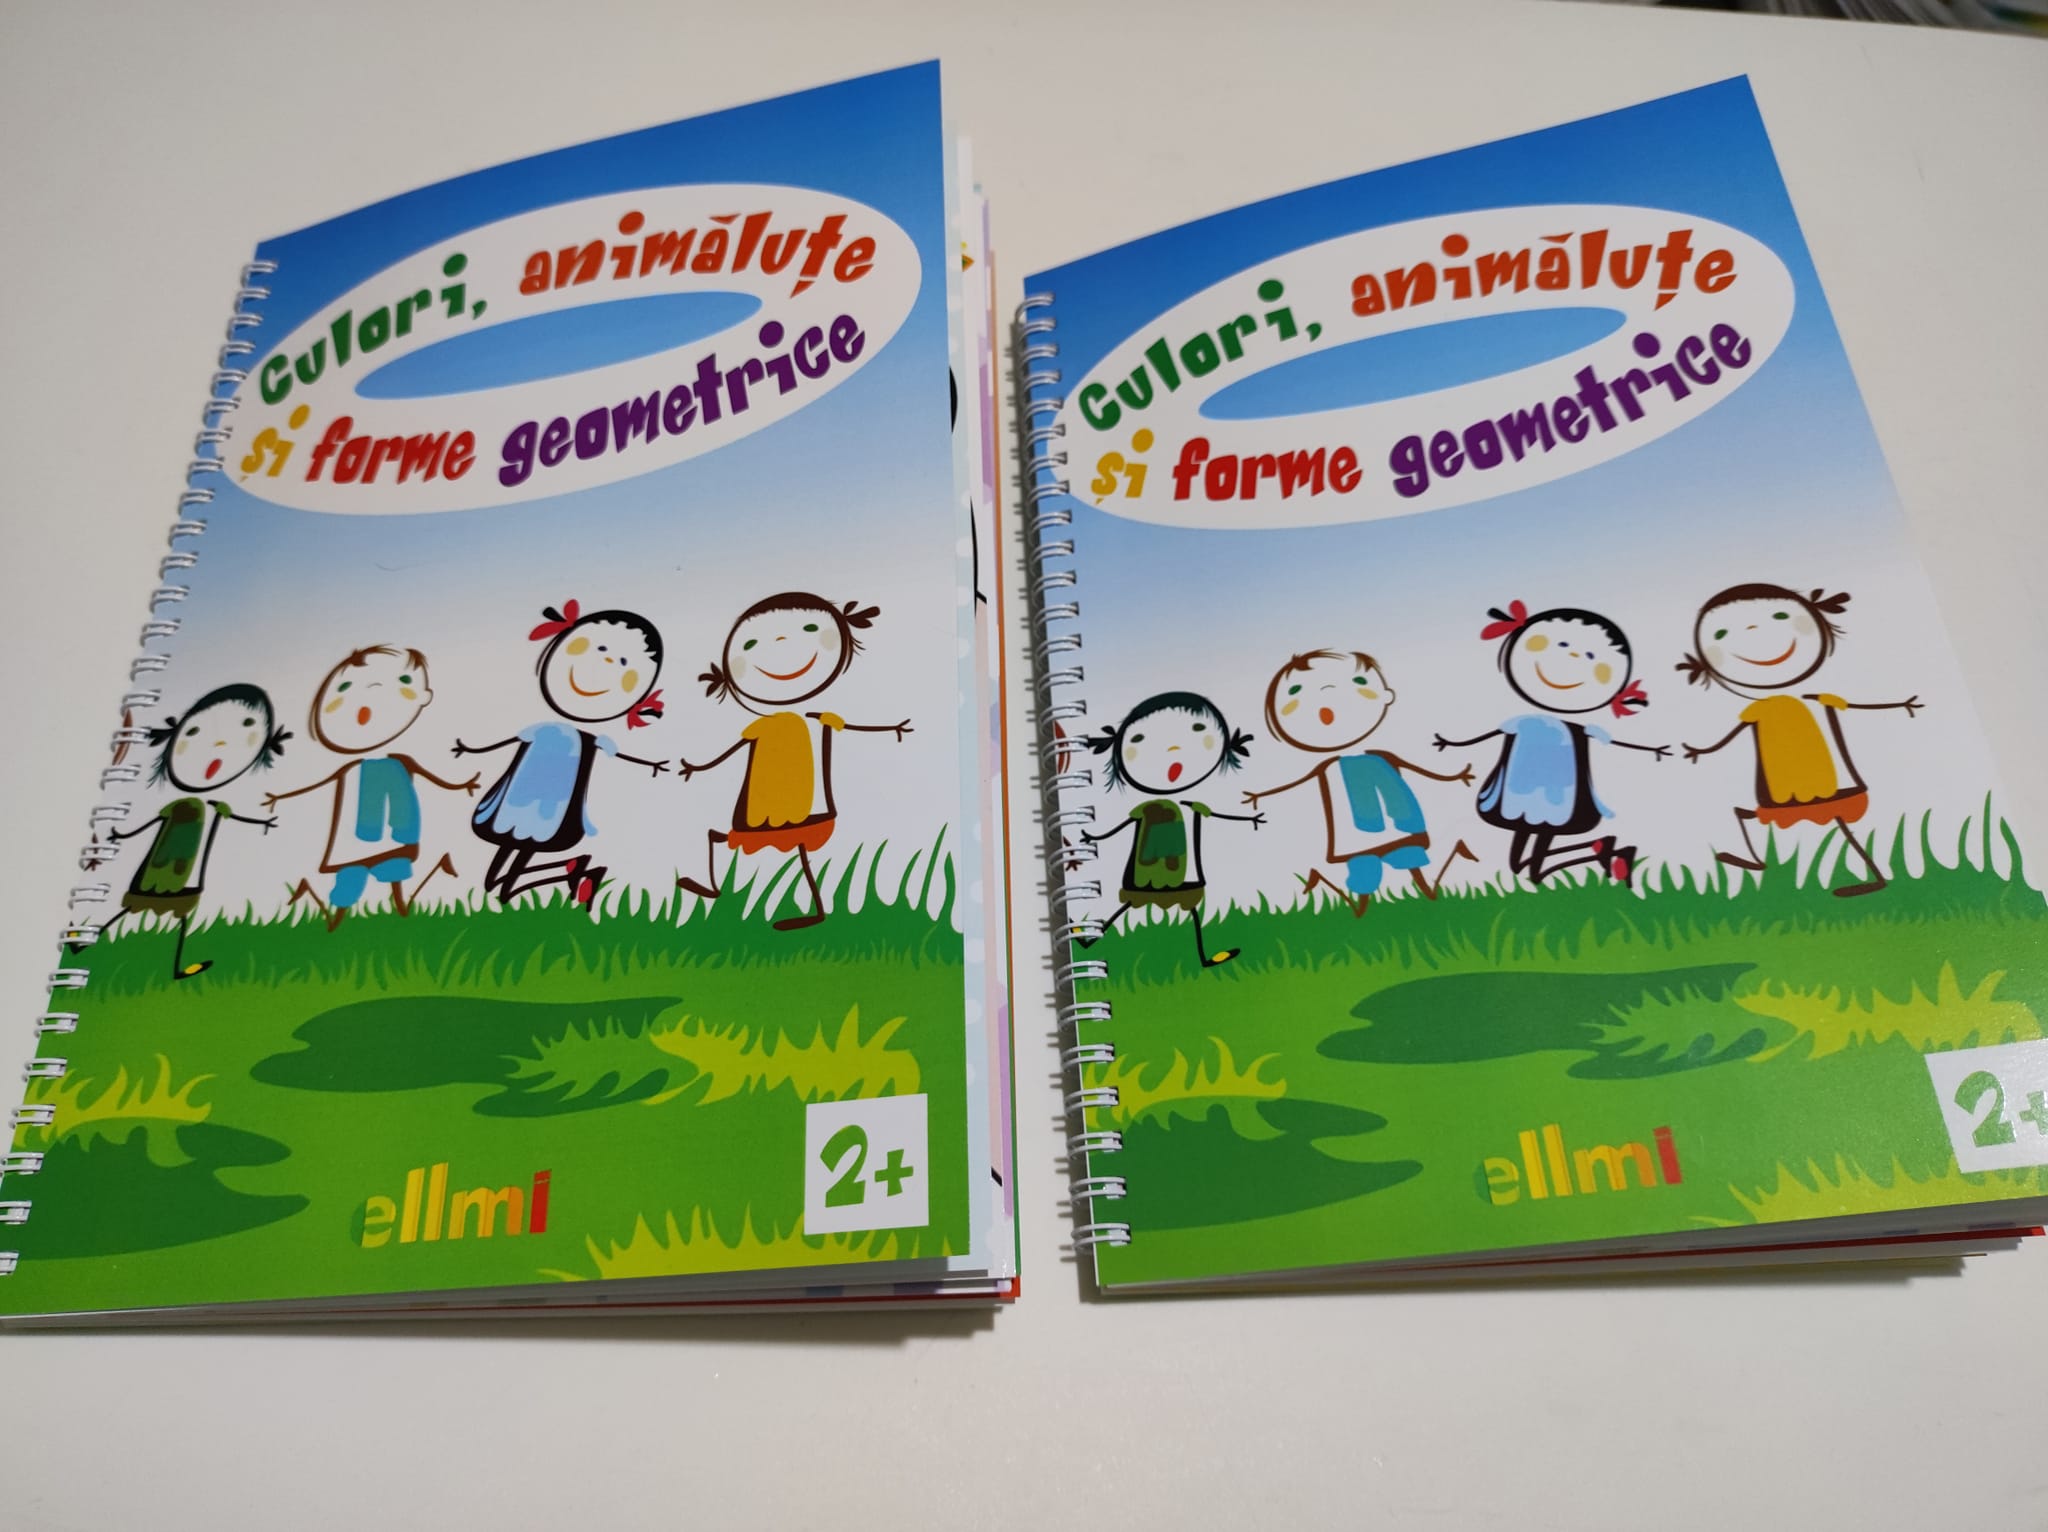 Culori, animăluțe
și forme geometrice
ellmi
2+
Culori, animăluțe
și forme geometrice
ellmi
2+